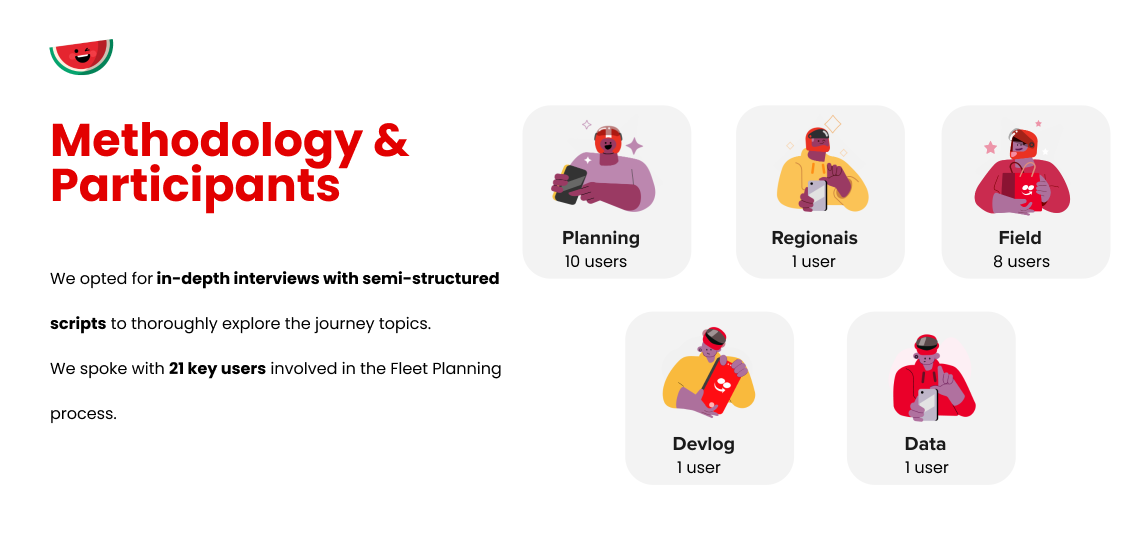 Methodology &
Participants
We opted for in-depth interviews with semi-structured
scripts to thoroughly explore the journey topics.
We spoke with 21 key users involved in the Fleet Planning
process.
Planning
10 users
Regionais
1 user
Field
8 users
Devlog
1 user
Data
1 user